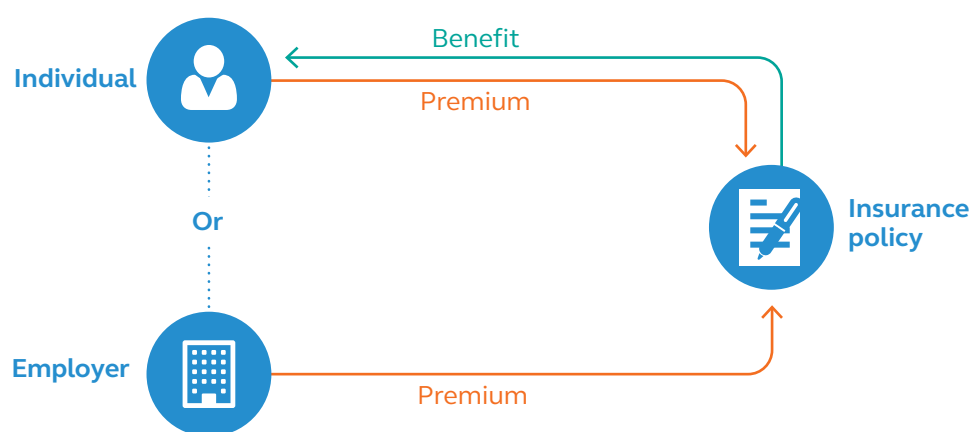 Benefit
Individual
Premium
Or
Insurance
policy
Employer
Premium